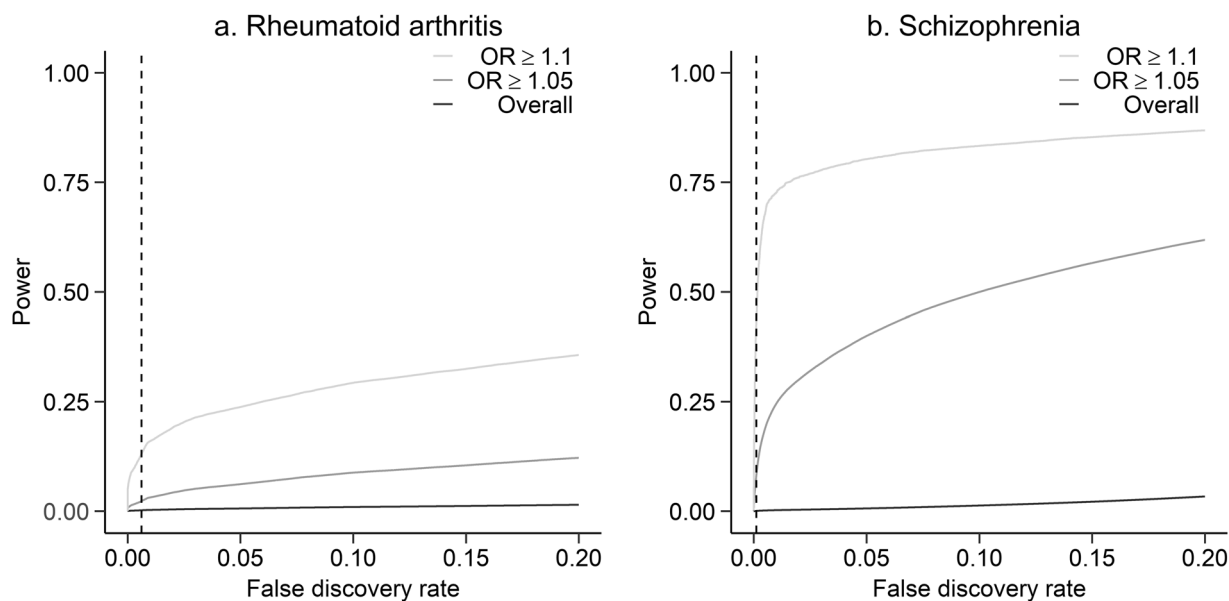 a. Rheumatoid arthritis
OR ≥ 1.1
OR ≥ 1.05
Overall
1.00
0.75
0.50
0.25
0.00
Power
0.00 0.05 0.10 0.15 0.20
False discovery rate
b. Schizophrenia
OR ≥ 1.1
OR ≥ 1.05
Overall
1.00
0.75
0.50
0.25
0.00
Power
0.00 0.05 0.10 0.15 0.20
False discovery rate